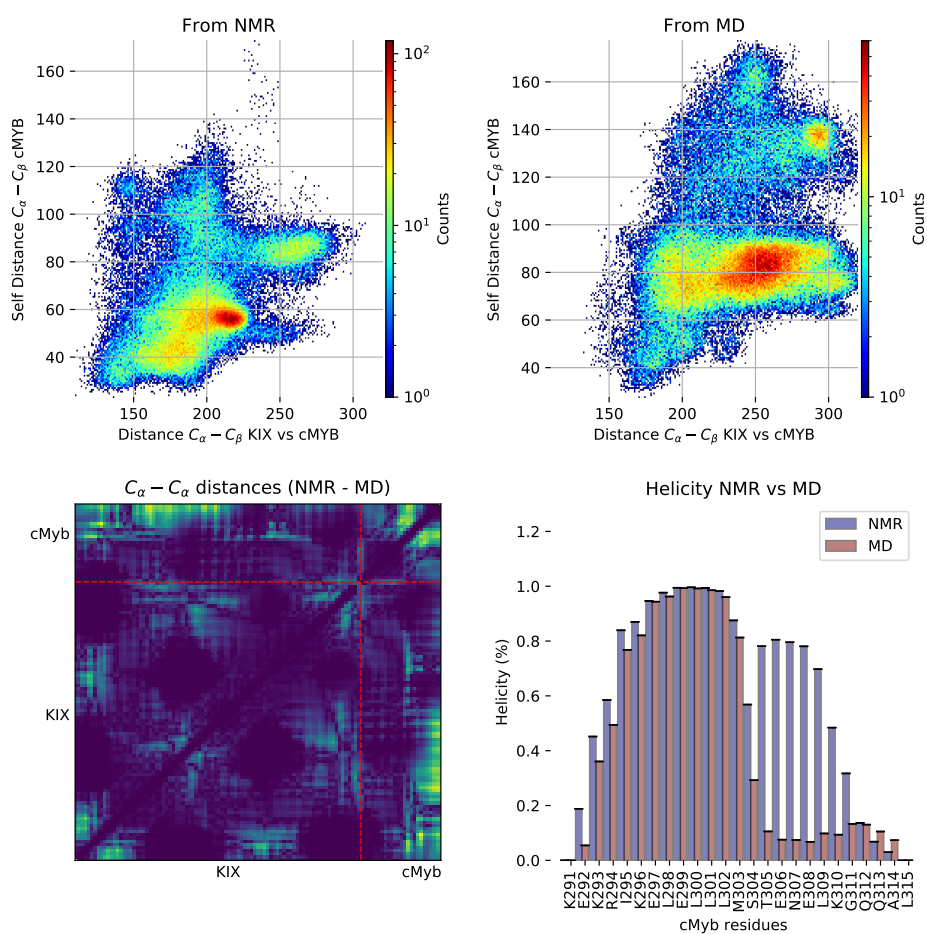 From NMR
160
140
120
100
80
60
40
150
200
250
300
Self Distance Cα − Cβ cMYB
Distance Cα − Cβ KIX vs cMYB
10²
10¹
10⁰
Counts
From MD
160
140
120
100
80
60
40
150
200
250
300
Self Distance Cα − Cβ cMYB
Distance Cα − Cβ KIX vs cMYB
10¹
10⁰
Counts
Cα − Cα distances (NMR - MD)
cMyb
KIX
KIX
cMyb
Helicity NMR vs MD
NMR
MD
1.2
1.0
0.8
0.6
0.4
0.2
0.0
Helicity (%)
K291
E292
K293
R294
I295
K296
E297
L298
E299
L300
L301
L302
M303
S304
T305
E306
N307
E308
L309
K310
G311
Q312
Q313
A314
L315
cMyb residues